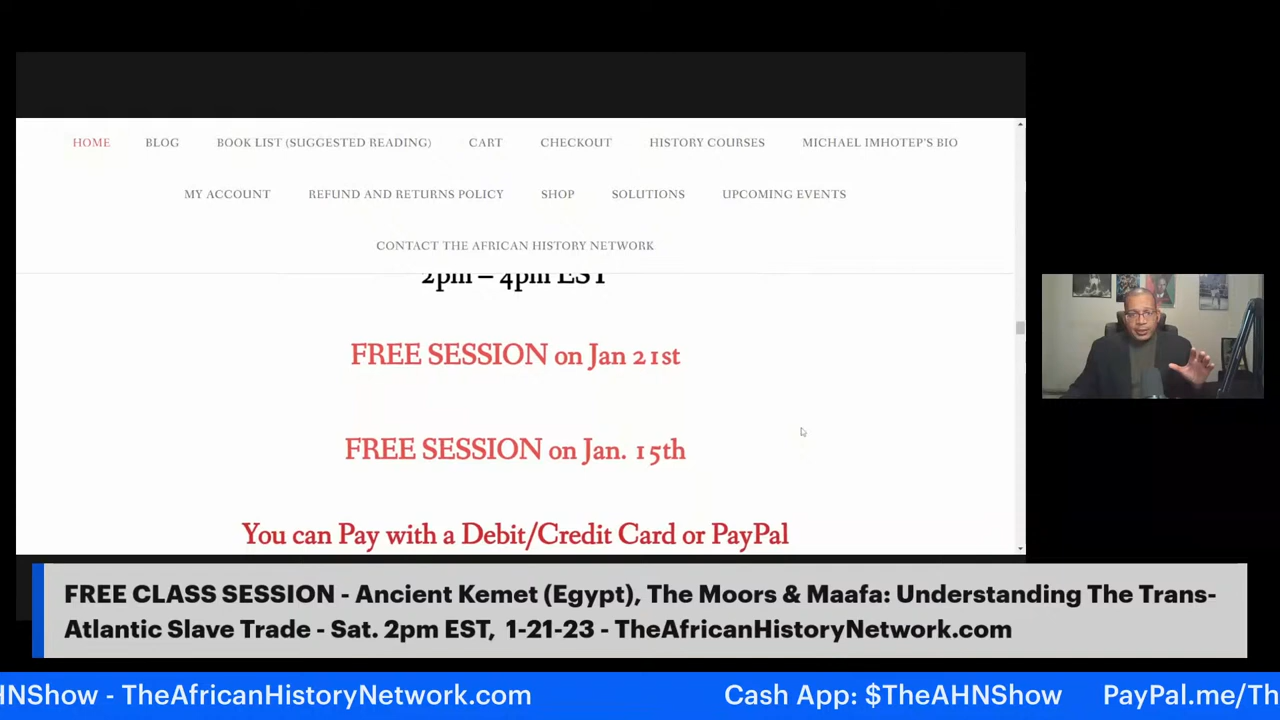 HOME BLOG BOOK LIST (SUGGESTED READING) CART CHECKOUT HISTORY COURSES MICHAEL IMHOTEP'S BIO
MY ACCOUNT REFUND AND RETURNS POLICY SHOP SOLUTIONS UPCOMING EVENTS
CONTACT THE AFRICAN HISTORY NETWORK
2pm – 4pm EST
FREE SESSION on Jan 21st
FREE SESSION on Jan. 15th
You can Pay with a Debit/Credit Card or PayPal
FREE CLASS SESSION - Ancient Kemet (Egypt), The Moors & Maafa: Understanding The Trans-
Atlantic Slave Trade - Sat. 2pm EST, 1-21-23 - TheAfricanHistoryNetwork.com
HNShow - TheAfricanHistoryNetwork.com Cash App: $TheAHNShow PayPal.me/Th